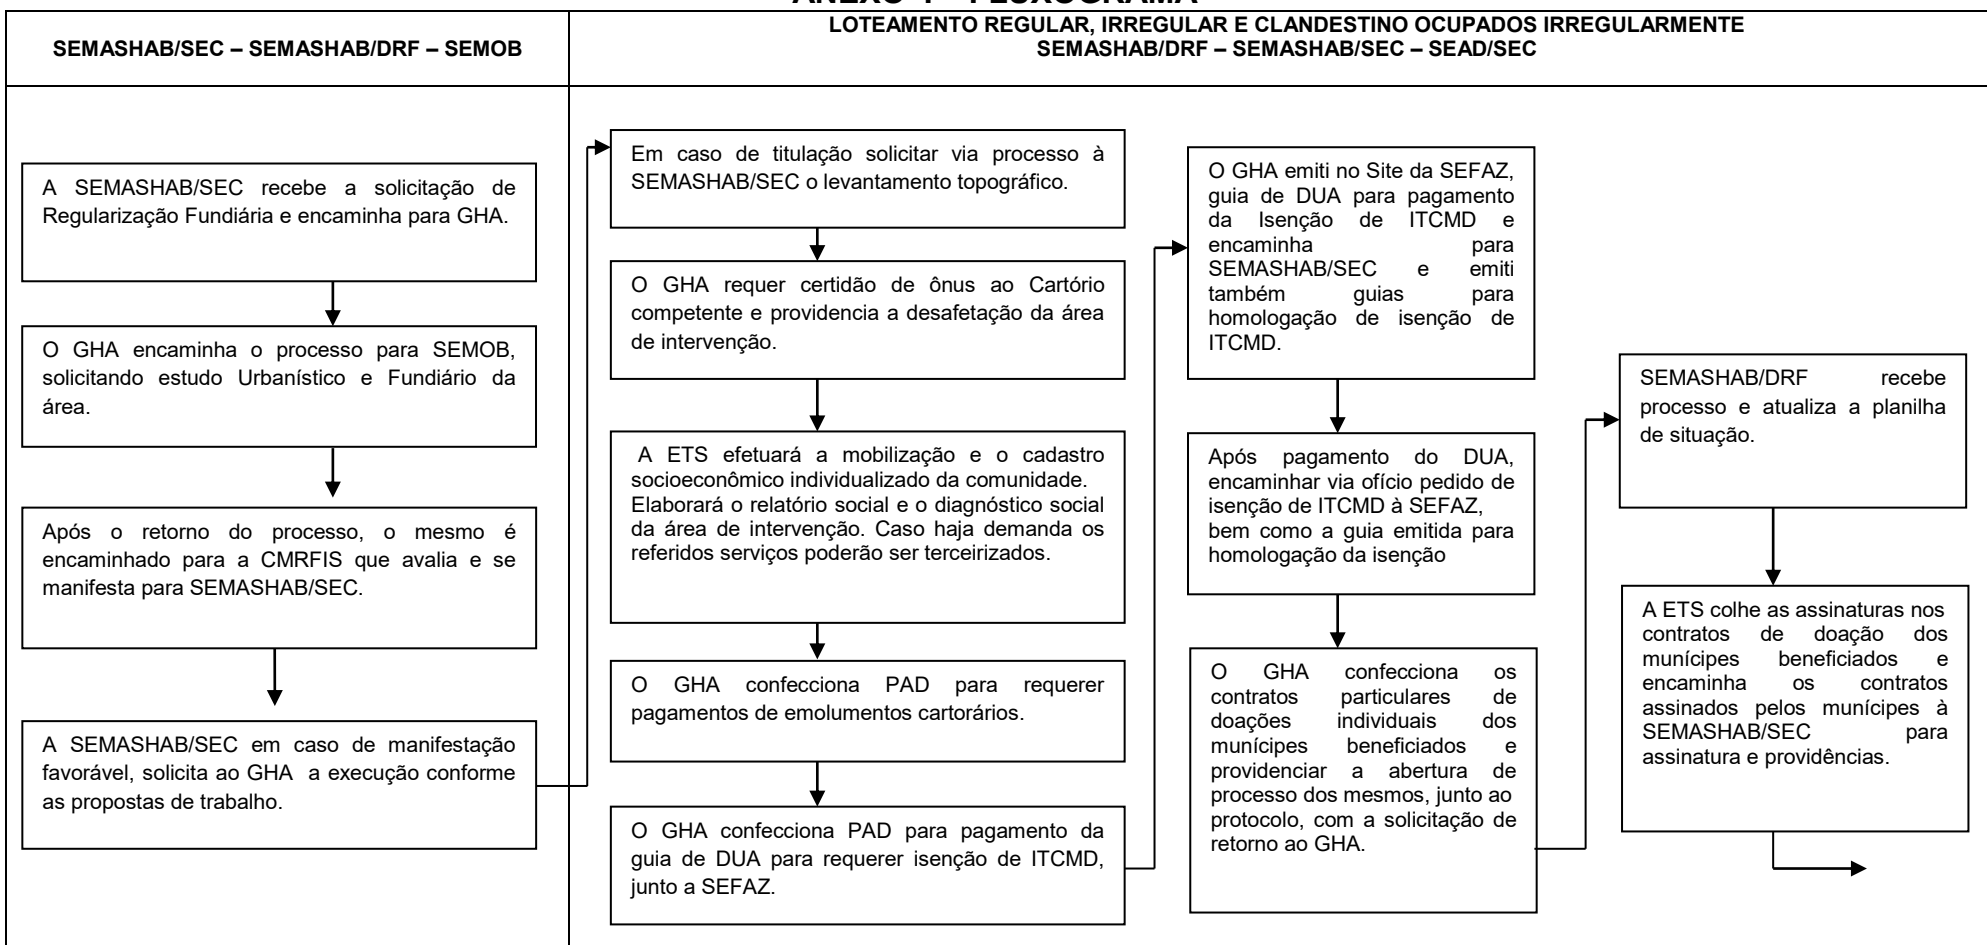 ANEXO 1 – FLUXOGRAMA
SEMASHAB/SEC – SEMASHAB/DRF – SEMOB
LOTEAMENTO REGULAR, IRREGULAR E CLANDESTINO OCUPADOS IRREGULARMENTE
SEMASHAB/DRF – SEMASHAB/SEC – SEAD/SEC
A SEMASHAB/SEC recebe a solicitação de
Regularização Fundiária e encaminha para GHA.
O GHA encaminha o processo para SEMOB,
solicitando estudo Urbanístico e Fundiário da
área.
Após o retorno do processo, o mesmo é
encaminhado para a CMRFIS que avalia e se
manifesta para SEMASHAB/SEC.
A SEMASHAB/SEC em caso de manifestação
favorável, solicita ao GHA a execução conforme
as propostas de trabalho.
Em caso de titulação solicitar via processo à
SEMASHAB/SEC o levantamento topográfico.
O GHA requer certidão de ônus ao Cartório
competente e providencia a desafetação da área
de intervenção.
A ETS efetuará a mobilização e o cadastro
socioeconômico individualizado da comunidade.
Elaborará o relatório social e o diagnóstico social
da área de intervenção. Caso haja demanda os
referidos serviços poderão ser terceirizados.
O GHA confecciona PAD para requerer
pagamentos de emolumentos cartorários.
O GHA confecciona PAD para pagamento da
guia de DUA para requerer isenção de ITCMD,
junto a SEFAZ.
O GHA emiti no Site da SEFAZ,
guia de DUA para pagamento
da Isenção de ITCMD e
encaminha para
SEMASHAB/SEC e emiti
também guias para
homologação de isenção de
ITCMD.
Após pagamento do DUA,
encaminhar via ofício pedido de
isenção de ITCMD à SEFAZ,
bem como a guia emitida para
homologação da isenção
O GHA confecciona os
contratos particulares de
doações individuais dos
munícipes beneficiados e
providenciar a abertura de
processo dos mesmos, junto ao
protocolo, com a solicitação de
retorno ao GHA.
SEMASHAB/DRF recebe
processo e atualiza a planilha
de situação.
A ETS colhe as assinaturas nos
contratos de doação dos
munícipes beneficiados e
encaminha os contratos
assinados pelos munícipes à
SEMASHAB/SEC para
assinatura e providências.